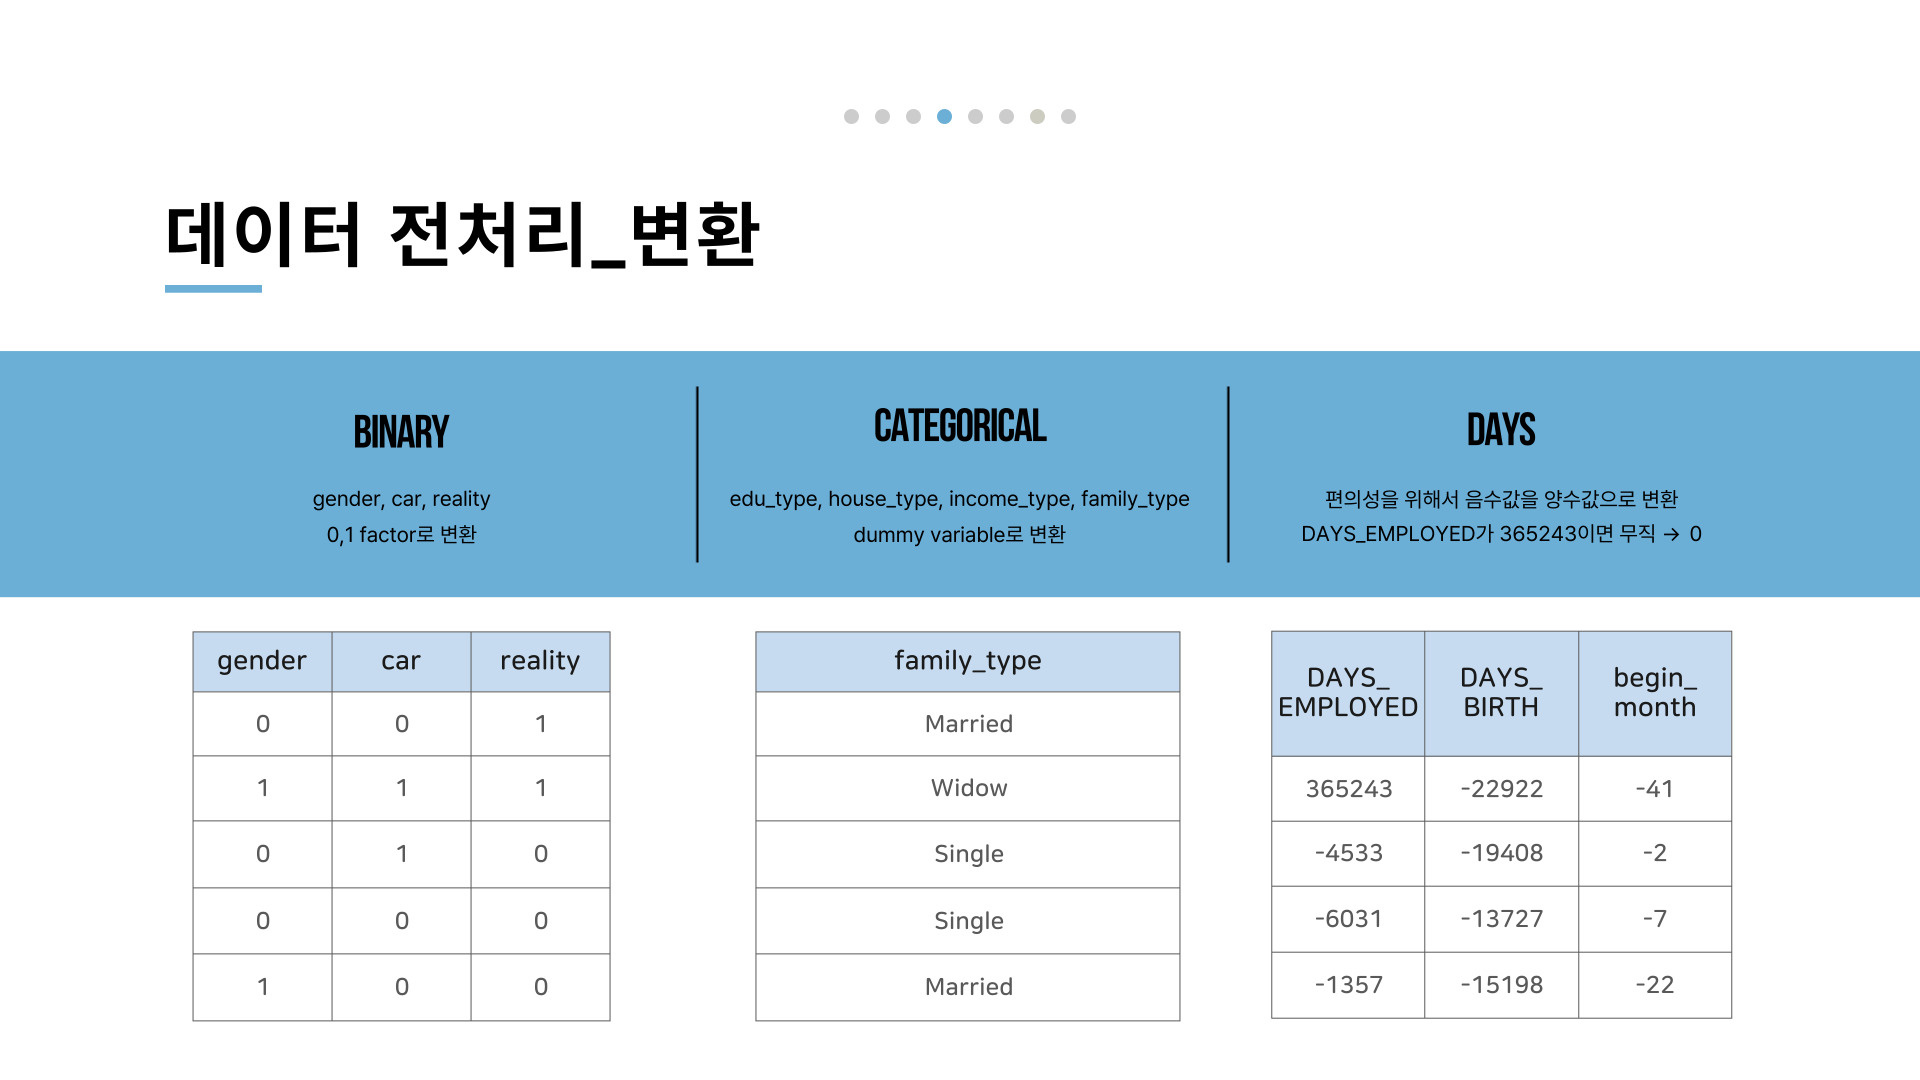 데이터 전처리_변환
BINARY
gender, car, reality
0,1 factor로 변환
CATEGORICAL
edu_type, house_type, income_type, family_type
dummy variable로 변환
DAYS
편의성을 위해서 음수값을 양수값으로 변환
DAYS_EMPLOYED가 365243이면 무직 → 0
gender car reality
0 0 1
1 1 1
0 1 0
0 0 0
1 0 0
family_type
Married
Widow
Single
Single
Married
DAYS_ DAYS_ begin_
EMPLOYED BIRTH month
365243 -22922 -41
-4533 -19408 -2
-6031 -13727 -7
-1357 -15198 -22